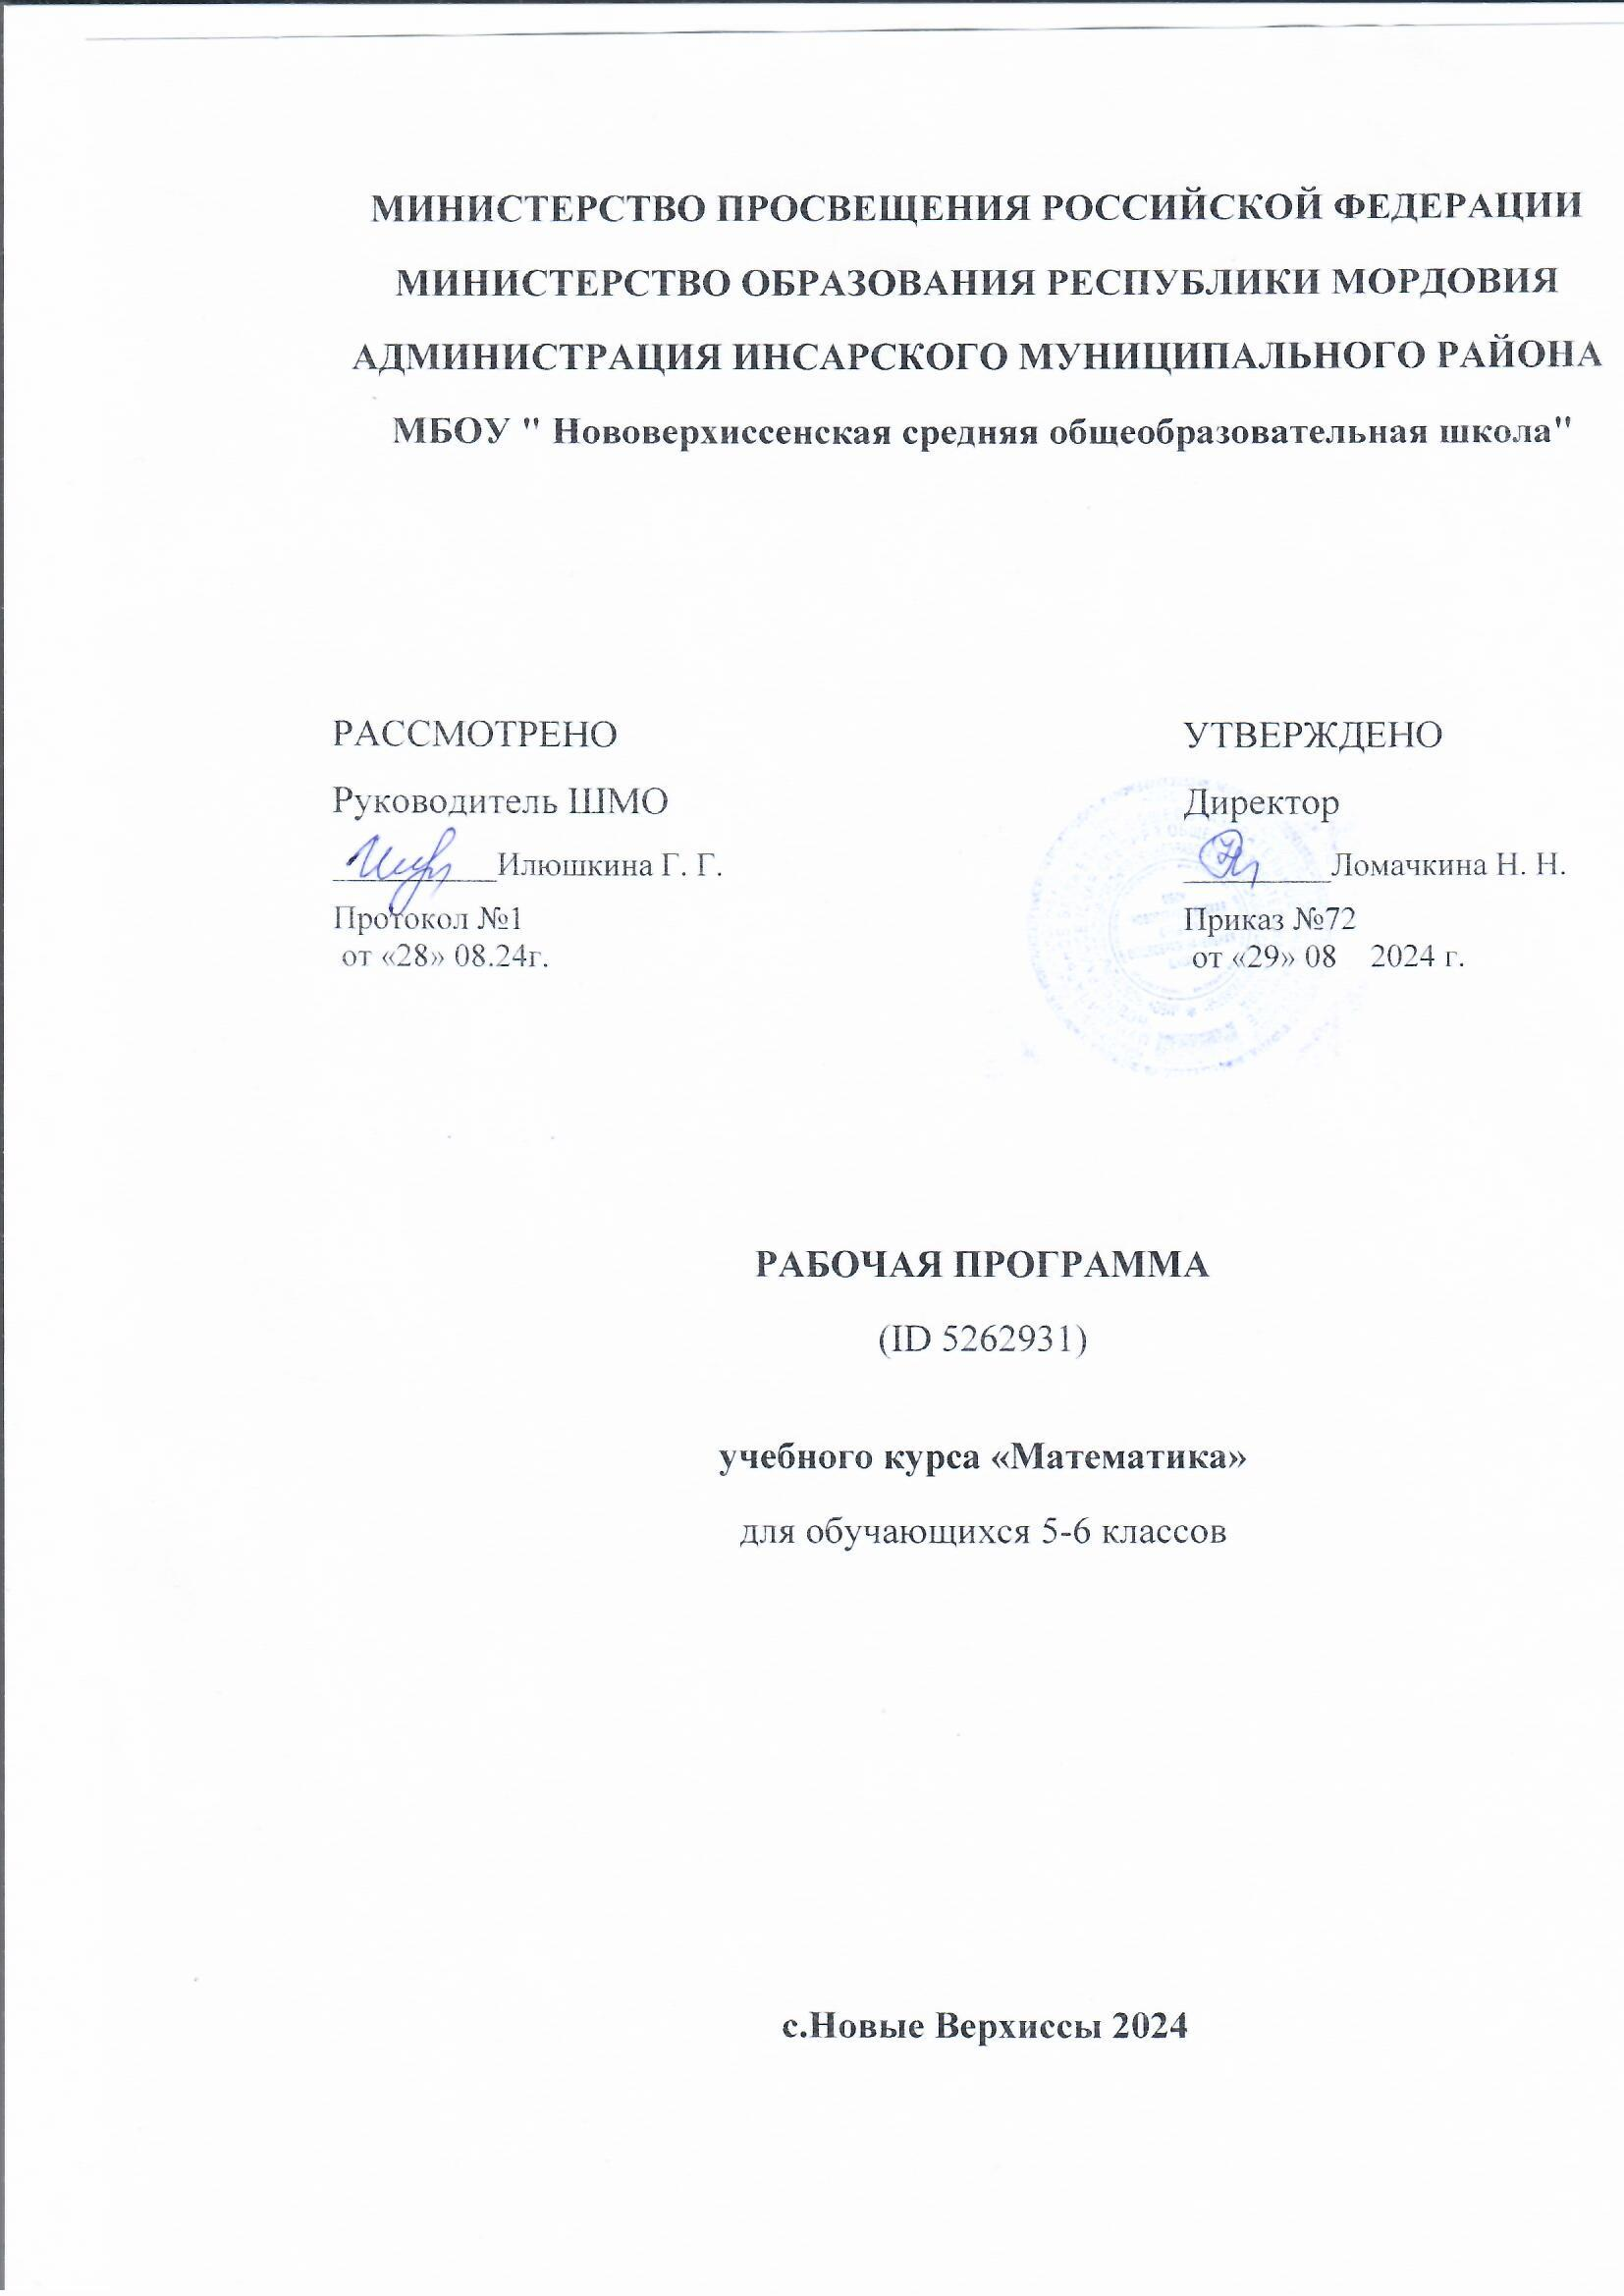 МИНИСТЕРСТВО ПРОСВЕЩЕНИЯ РОССИЙСКОЙ ФЕДЕРАЦИИ
МИНИСТЕРСТВО ОБРАЗОВАНИЯ РЕСПУБЛИКИ МОРДОВИЯ
АДМИНИСТРАЦИЯ ИНСАРСКОГО МУНИЦИПАЛЬНОГО РАЙОНА
МБОУ " Нововерхиссенская средняя общеобразовательная школа"
РАССМОТРЕНО
Руководитель ШМО
Илюшкина Г. Г.
Протокол №1
от «28» 08.24г.
УТВЕРЖДЕНО
Директор
Ломачкина Н. Н.
Приказ №72
от «29» 08 2024 г.
РАБОЧАЯ ПРОГРАММА
(ID 5262931)
учебного курса «Математика»
для обучающихся 5-6 классов
с.Новые Верхиссы 2024